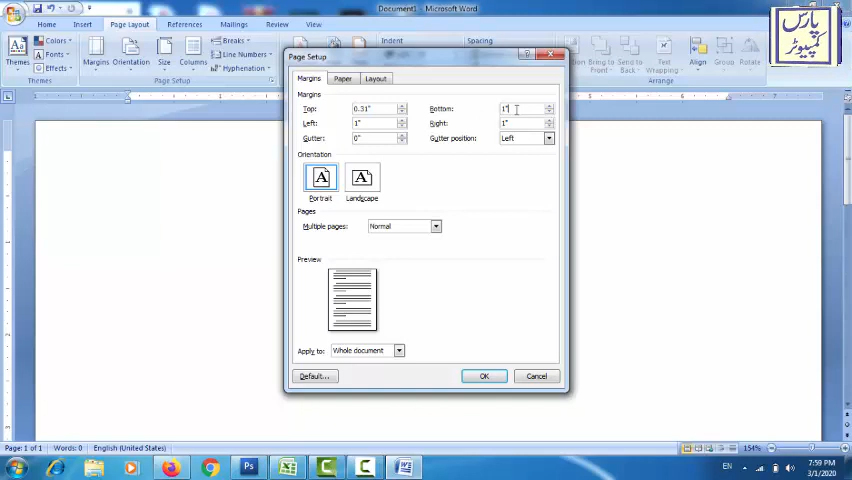 Document1 - Microsoft Word
Home Insert Page Layout References Mailings Review View
Themes Colors Fonts Effects Margins Orientation Size Columns Breaks Line Numbers Hyphenation Indent Spacing Bring to Front Send to Back Text Wrapping Align Group Rotate
Themes Page Setup
پارس
کمپیوٹر
Page Setup
Margins Paper Layout
Margins
Top: 0.31" Bottom: 1"
Left: 1" Right: 1"
Gutter: 0" Gutter position: Left
Orientation
Portrait Landscape
Pages
Multiple pages: Normal
Preview
Apply to: Whole document
Default... OK Cancel
Page: 1 of 1 Words: 0 English (United States) 154%
EN 7:59 PM
3/1/2020